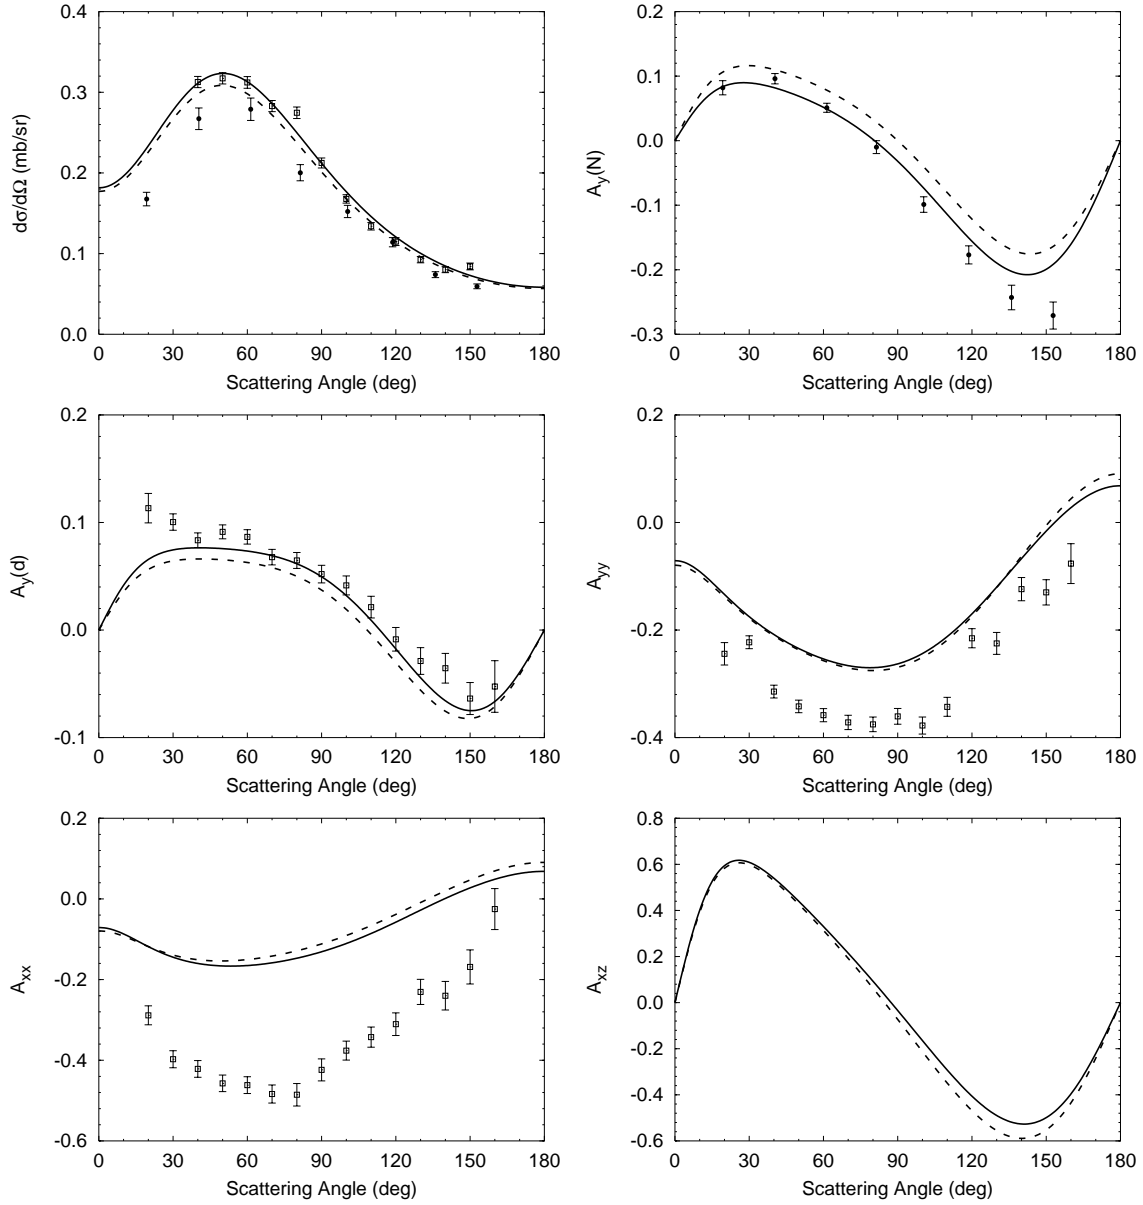 0.4
0.3
0.2
0.1
0.0
dσ/dΩ (mb/sr)
0 30 60 90 120 150 180
Scattering Angle (deg)
0.2
0.1
0.0
-0.1
-0.2
-0.3
A_y(N)
0 30 60 90 120 150 180
Scattering Angle (deg)
0.2
0.1
0.0
-0.1
A_y(d)
0 30 60 90 120 150 180
Scattering Angle (deg)
0.2
0.0
-0.2
-0.4
A_yy
0 30 60 90 120 150 180
Scattering Angle (deg)
0.2
0.0
-0.2
-0.4
-0.6
A_xx
0 30 60 90 120 150 180
Scattering Angle (deg)
0.8
0.6
0.4
0.2
0.0
-0.2
-0.4
-0.6
A_xz
0 30 60 90 120 150 180
Scattering Angle (deg)